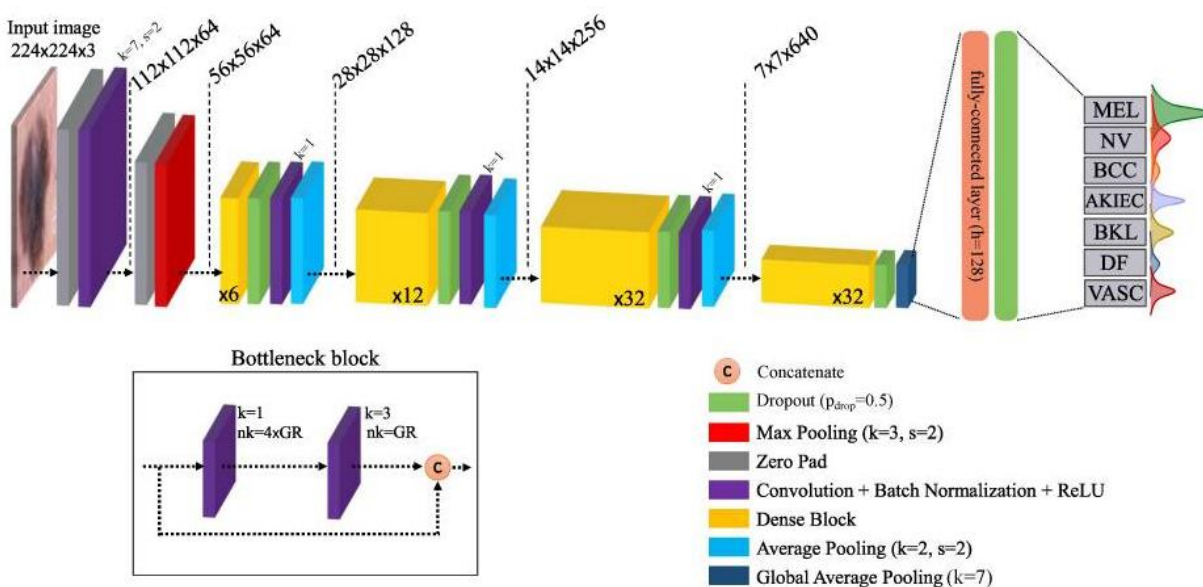 Input image
224x224x3
k=7, s=2
112x112x64
56x56x64
28x28x128
14x14x256
7x7x640
k=1
k=1
k=1
x6
x12
x32
x32
fully-connected layer (h=128)
MEL
NV
BCC
AKIEC
BKL
DF
VASC
Bottleneck block
k=1
nk=4xGR
k=3
nk=GR
C
C Concatenate
Dropout (pdrop=0.5)
Max Pooling (k=3, s=2)
Zero Pad
Convolution + Batch Normalization + ReLU
Dense Block
Average Pooling (k=2, s=2)
Global Average Pooling (k=7)